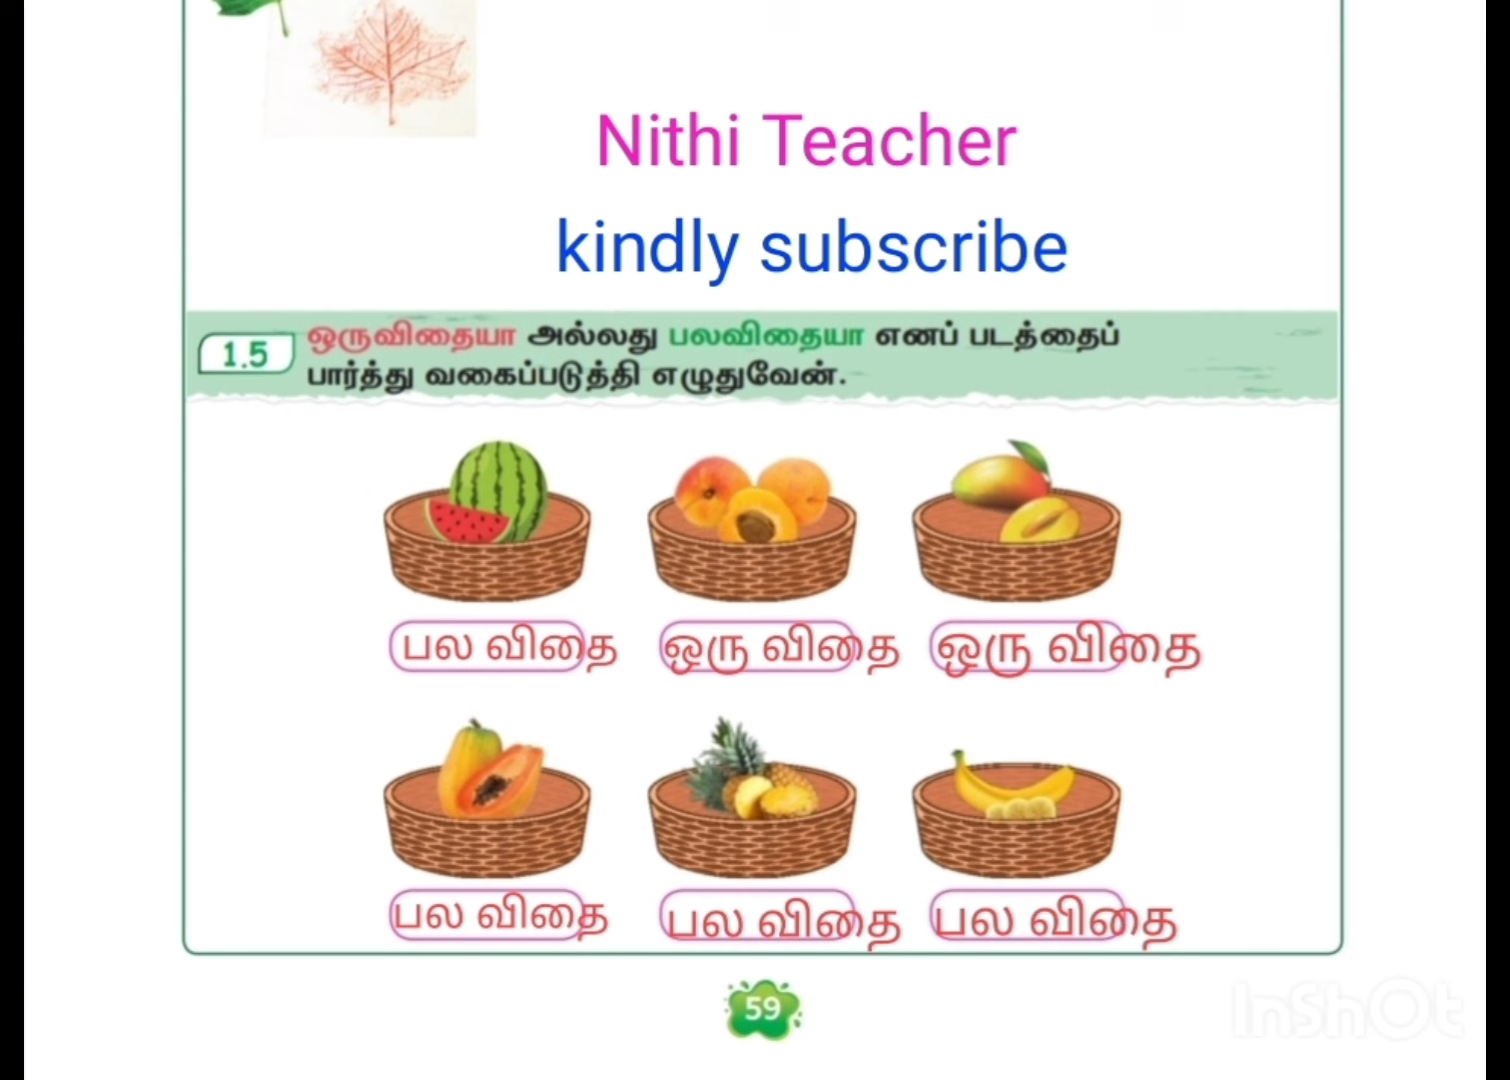 Nithi Teacher
kindly subscribe
1.5 ஒருவிதையா அல்லது பலவிதையா எனப் படத்தைப்
பார்த்து வகைப்படுத்தி எழுதுவேன்.
பல விதை ஒரு விதை ஒரு விதை
பல விதை பல விதை பல விதை
59
InShOt